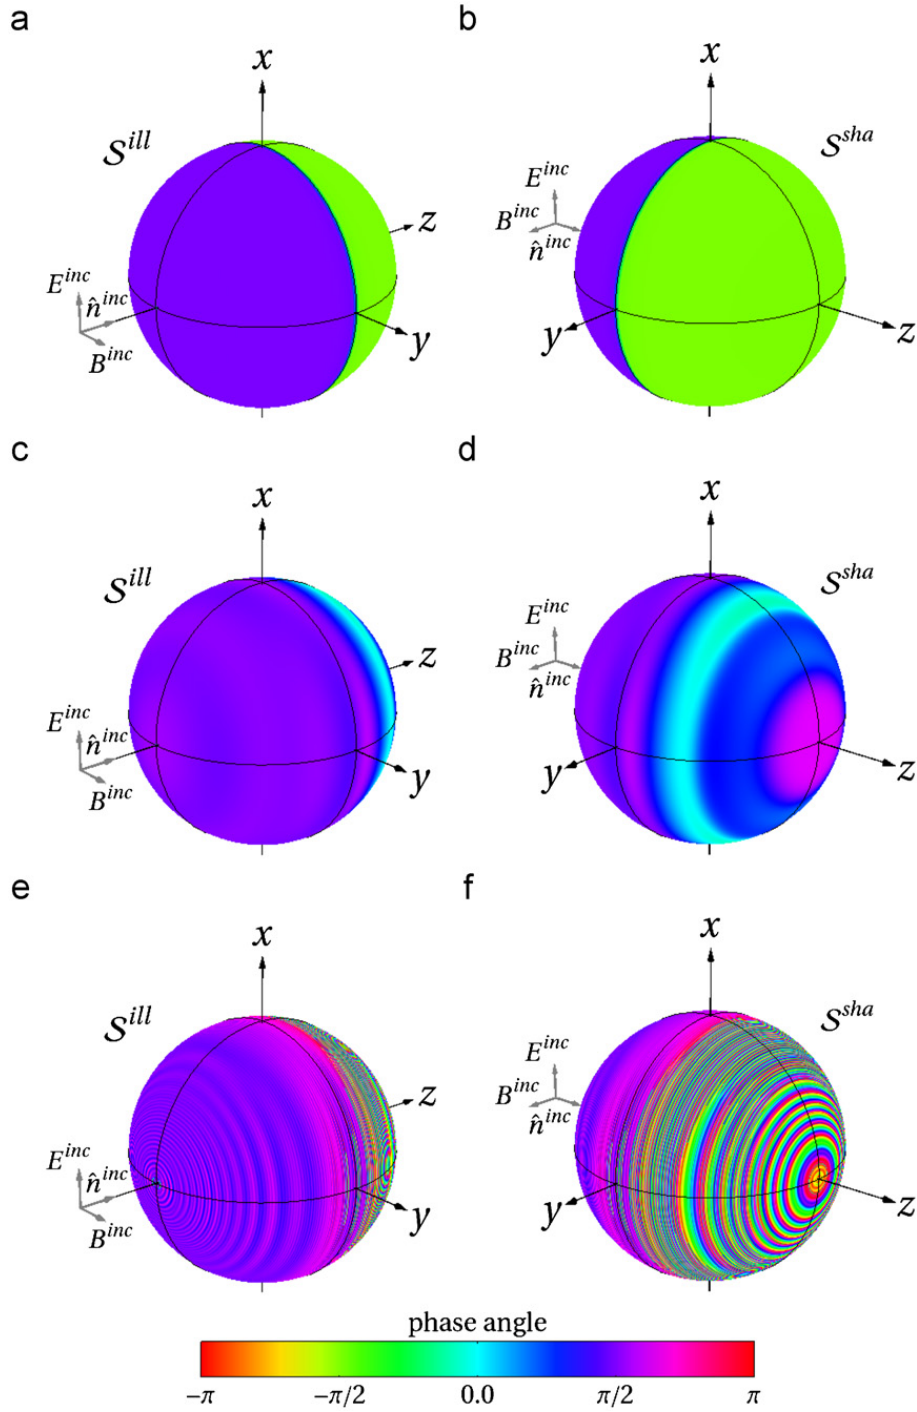 a
b
x
x
S^ill
S^sha
E^inc
z
B^inc
n̂^inc
E^inc
n̂^inc
B^inc
y
y
z
c
d
x
x
S^ill
S^sha
E^inc
z
B^inc
n̂^inc
E^inc
n̂^inc
B^inc
y
y
z
e
f
x
x
S^ill
S^sha
E^inc
z
B^inc
n̂^inc
E^inc
n̂^inc
B^inc
y
y
z
phase angle
−π −π/2 0.0 π/2 π